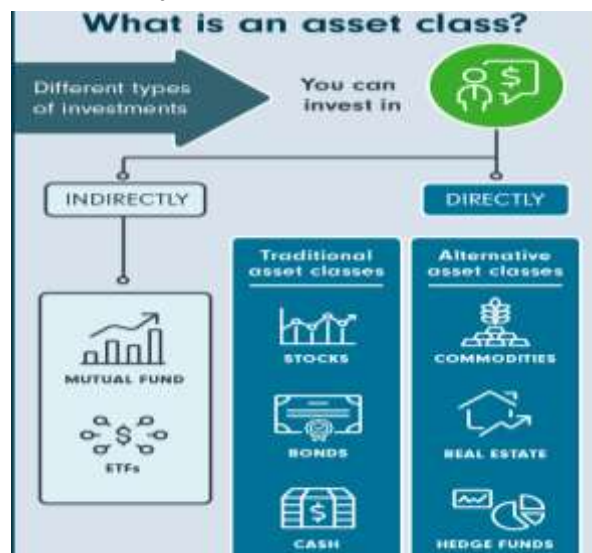 What is an asset class?
Different types
of investments
You can
invest in
INDIRECTLY
DIRECTLY
MUTUAL FUND
ETFs
Traditional
asset classes
STOCKS
BONDS
CASH
Alternative
asset classes
COMMODITIES
REAL ESTATE
HEDGE FUNDS